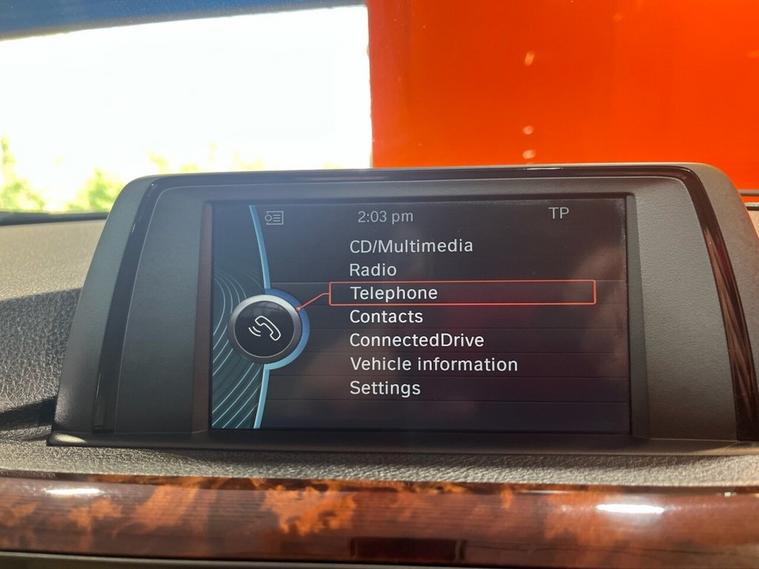 2:03 pm TP
CD/Multimedia
Radio
Telephone
Contacts
ConnectedDrive
Vehicle information
Settings